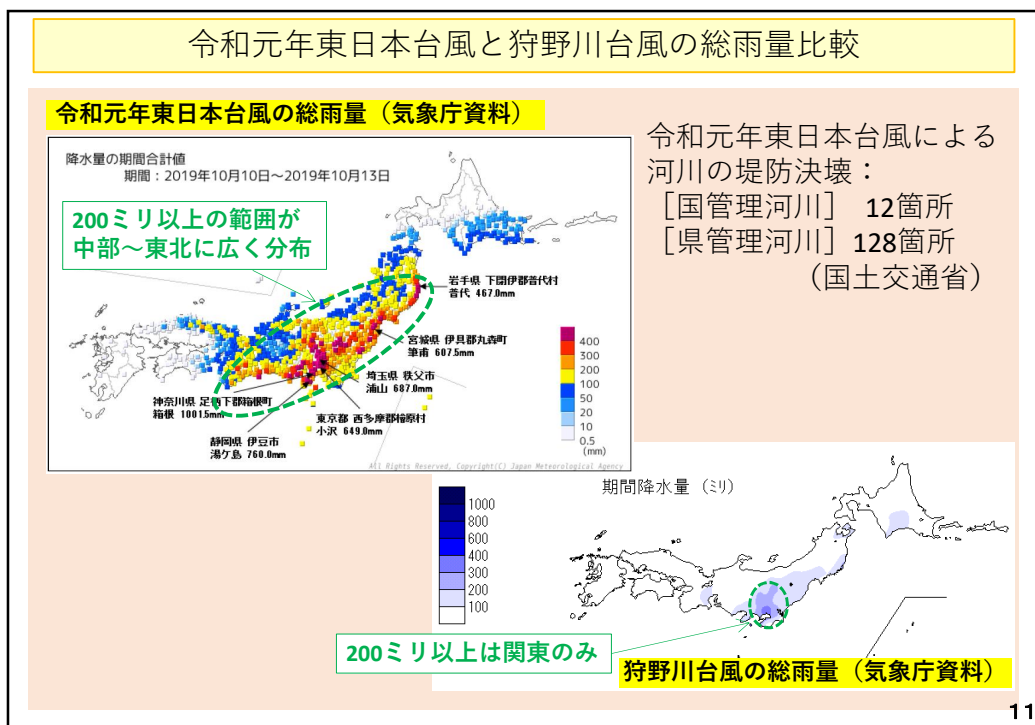 令和元年東日本台風と狩野川台風の総雨量比較
令和元年東日本台風の総雨量（気象庁資料）
降水量の期間合計値
期間：2019年10月10日～2019年10月13日
200ミリ以上の範囲が
中部～東北に広く分布
岩手県 下閉伊郡普代村
普代 467.0mm
宮城県 伊具郡丸森町
筆甫 607.5mm
埼玉県 秩父市
浦山 687.0mm
東京都 西多摩郡檜原村
小沢 649.0mm
神奈川県 足柄下郡箱根町
箱根 1001.5mm
静岡県 伊豆市
湯ケ島 760.0mm
400
300
200
100
50
20
10
0.5
(mm)
All Rights Reserved, Copyright(C) Japan Meteorological Agency
令和元年東日本台風による
河川の堤防決壊：
［国管理河川］ 12箇所
［県管理河川］ 128箇所
（国土交通省）
期間降水量（ミリ）
1000
800
600
400
300
200
100
200ミリ以上は関東のみ
狩野川台風の総雨量（気象庁資料）
11